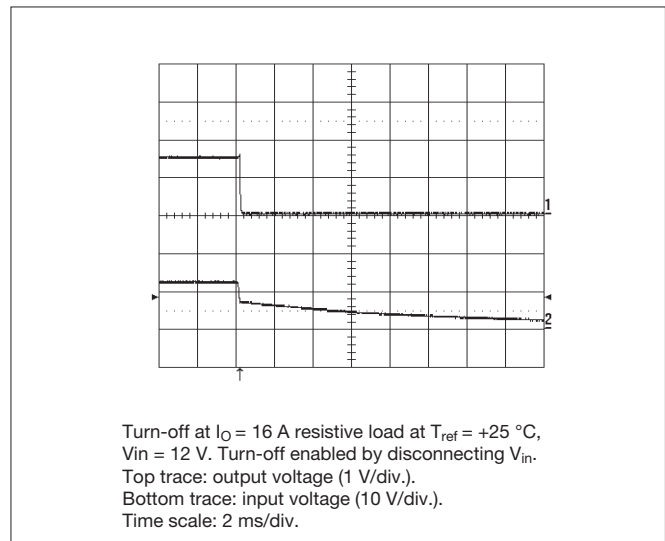 1
2
Turn-off at IO = 16 A resistive load at Tref = +25 °C,
Vin = 12 V. Turn-off enabled by disconnecting Vin.
Top trace: output voltage (1 V/div.).
Bottom trace: input voltage (10 V/div.).
Time scale: 2 ms/div.